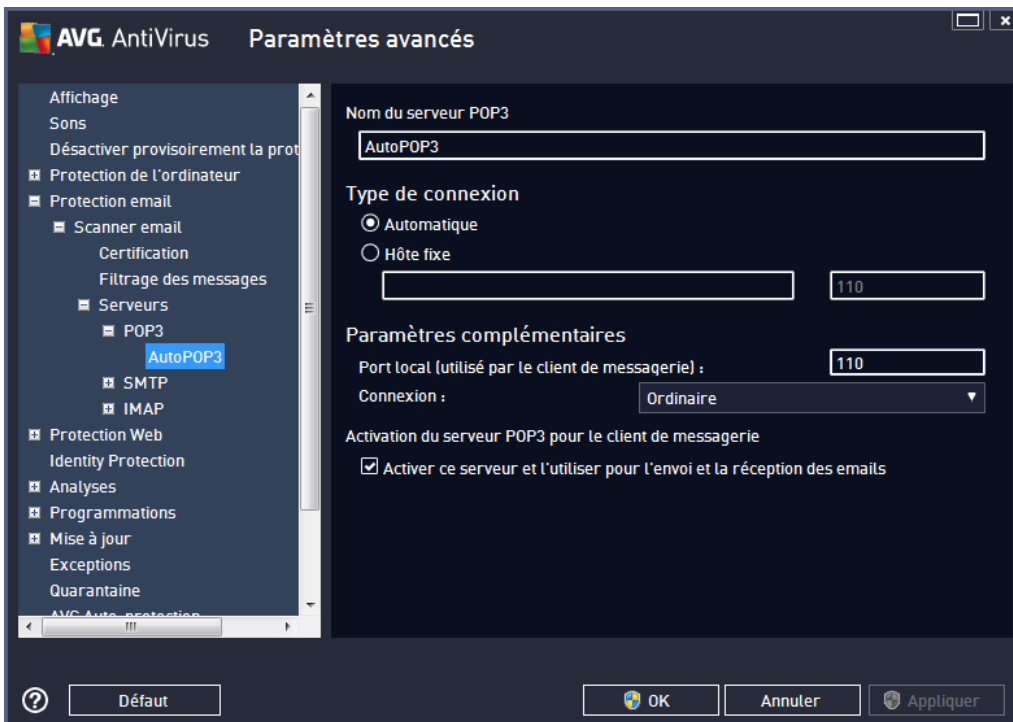 AVG AntiVirus Paramètres avancés
Affichage
Sons
Désactiver provisoirement la prot
Protection de l'ordinateur
Protection email
Scanner email
Certification
Filtrage des messages
Serveurs
POP3
AutoPOP3
SMTP
IMAP
Protection Web
Identity Protection
Analyses
Programmations
Mise à jour
Exceptions
Quarantaine
AVG Auto-protection
Nom du serveur POP3
AutoPOP3
Type de connexion
Automatique
Hôte fixe
110
Paramètres complémentaires
Port local (utilisé par le client de messagerie) : 110
Connexion : Ordinaire
Activation du serveur POP3 pour le client de messagerie
Activer ce serveur et l'utiliser pour l'envoi et la réception des emails
? Défaut OK Annuler Appliquer